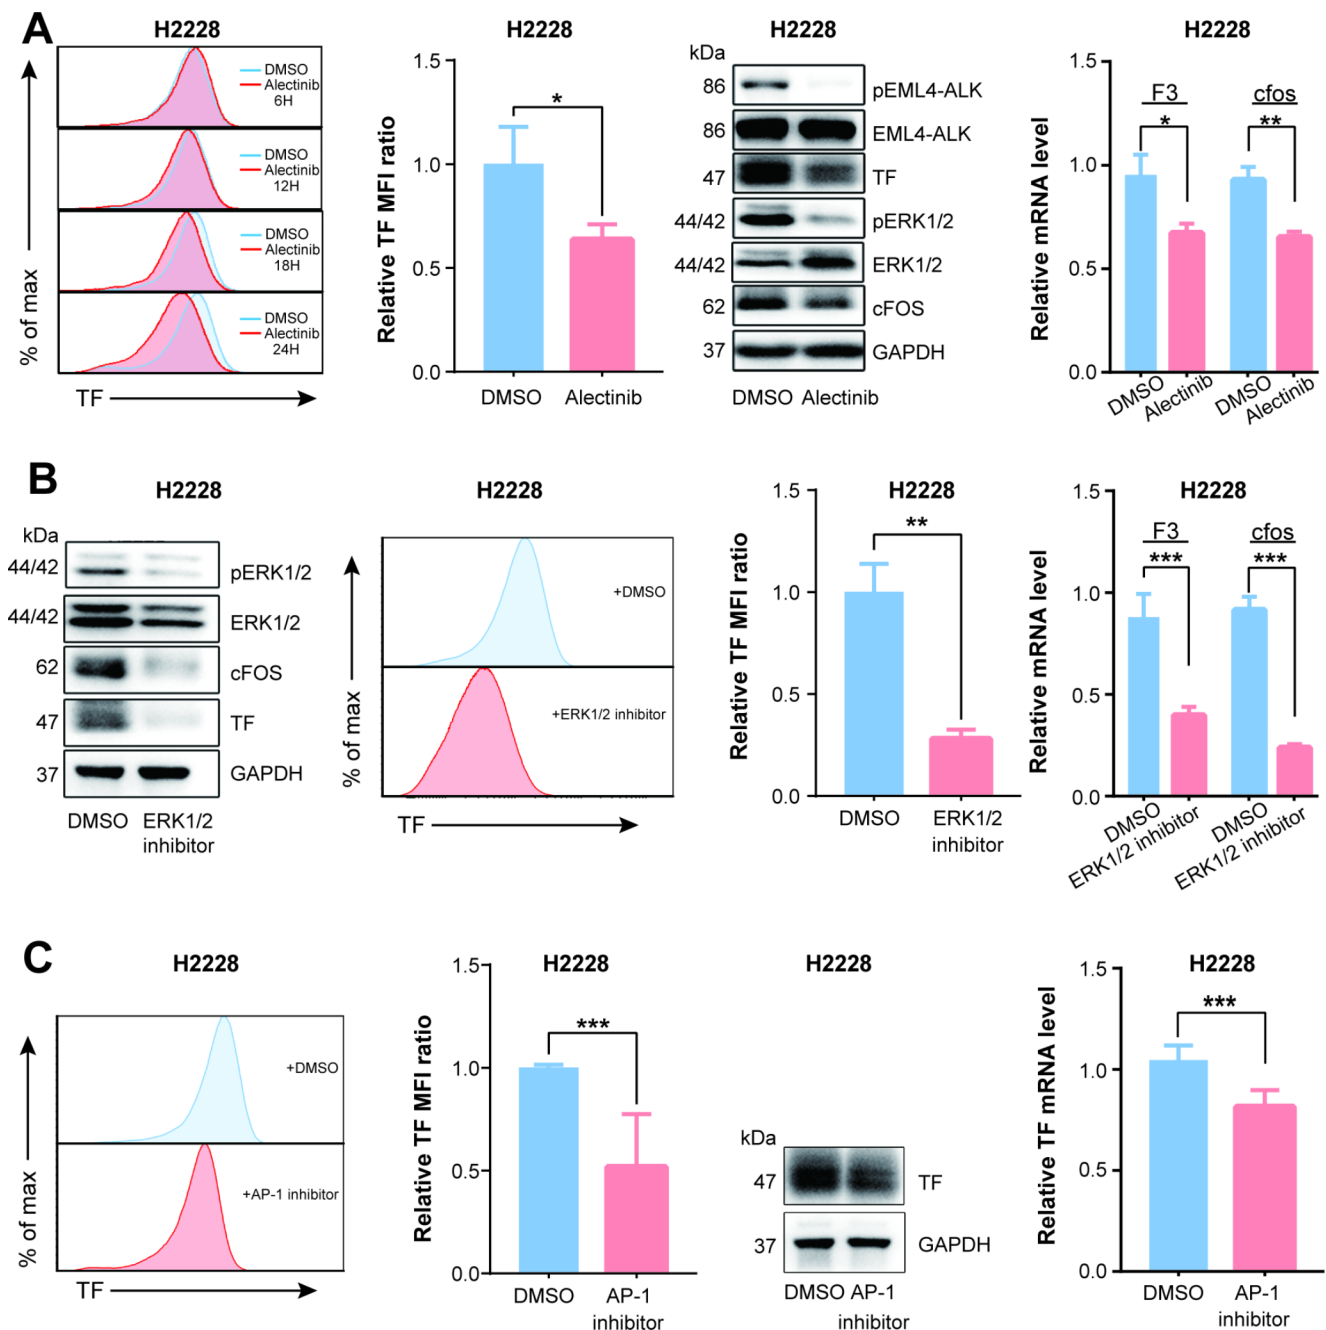 A
H2228
DMSO
Alectinib
6H
DMSO
Alectinib
12H
DMSO
Alectinib
18H
DMSO
Alectinib
24H
% of max
TF
H2228
Relative TF MFI ratio
1.5
1.0
0.5
0.0
*
DMSO
Alectinib
H2228
kDa
86
pEML4-ALK
86
EML4-ALK
47
TF
44/42
pERK1/2
44/42
ERK1/2
62
cFOS
37
GAPDH
DMSO Alectinib
H2228
Relative mRNA level
1.5
1.0
0.5
0.0
F3
*
cfos
**
DMSO
Alectinib
DMSO
Alectinib
B
H2228
kDa
44/42
pERK1/2
44/42
ERK1/2
62
cFOS
47
TF
37
GAPDH
DMSO
ERK1/2
inhibitor
H2228
+DMSO
+ERK1/2 inhibitor
% of max
TF
H2228
Relative TF MFI ratio
1.5
1.0
0.5
0.0
**
DMSO
ERK1/2
inhibitor
H2228
Relative mRNA level
1.5
1.0
0.5
0.0
F3
***
cfos
***
DMSO
ERK1/2 inhibitor
DMSO
ERK1/2 inhibitor
C
H2228
+DMSO
+AP-1 inhibitor
% of max
TF
H2228
Relative TF MFI ratio
1.5
1.0
0.5
0.0
***
DMSO
AP-1
inhibitor
H2228
kDa
47
TF
37
GAPDH
DMSO AP-1
inhibitor
H2228
Relative TF mRNA level
1.5
1.0
0.5
0.0
***
DMSO
AP-1
inhibitor